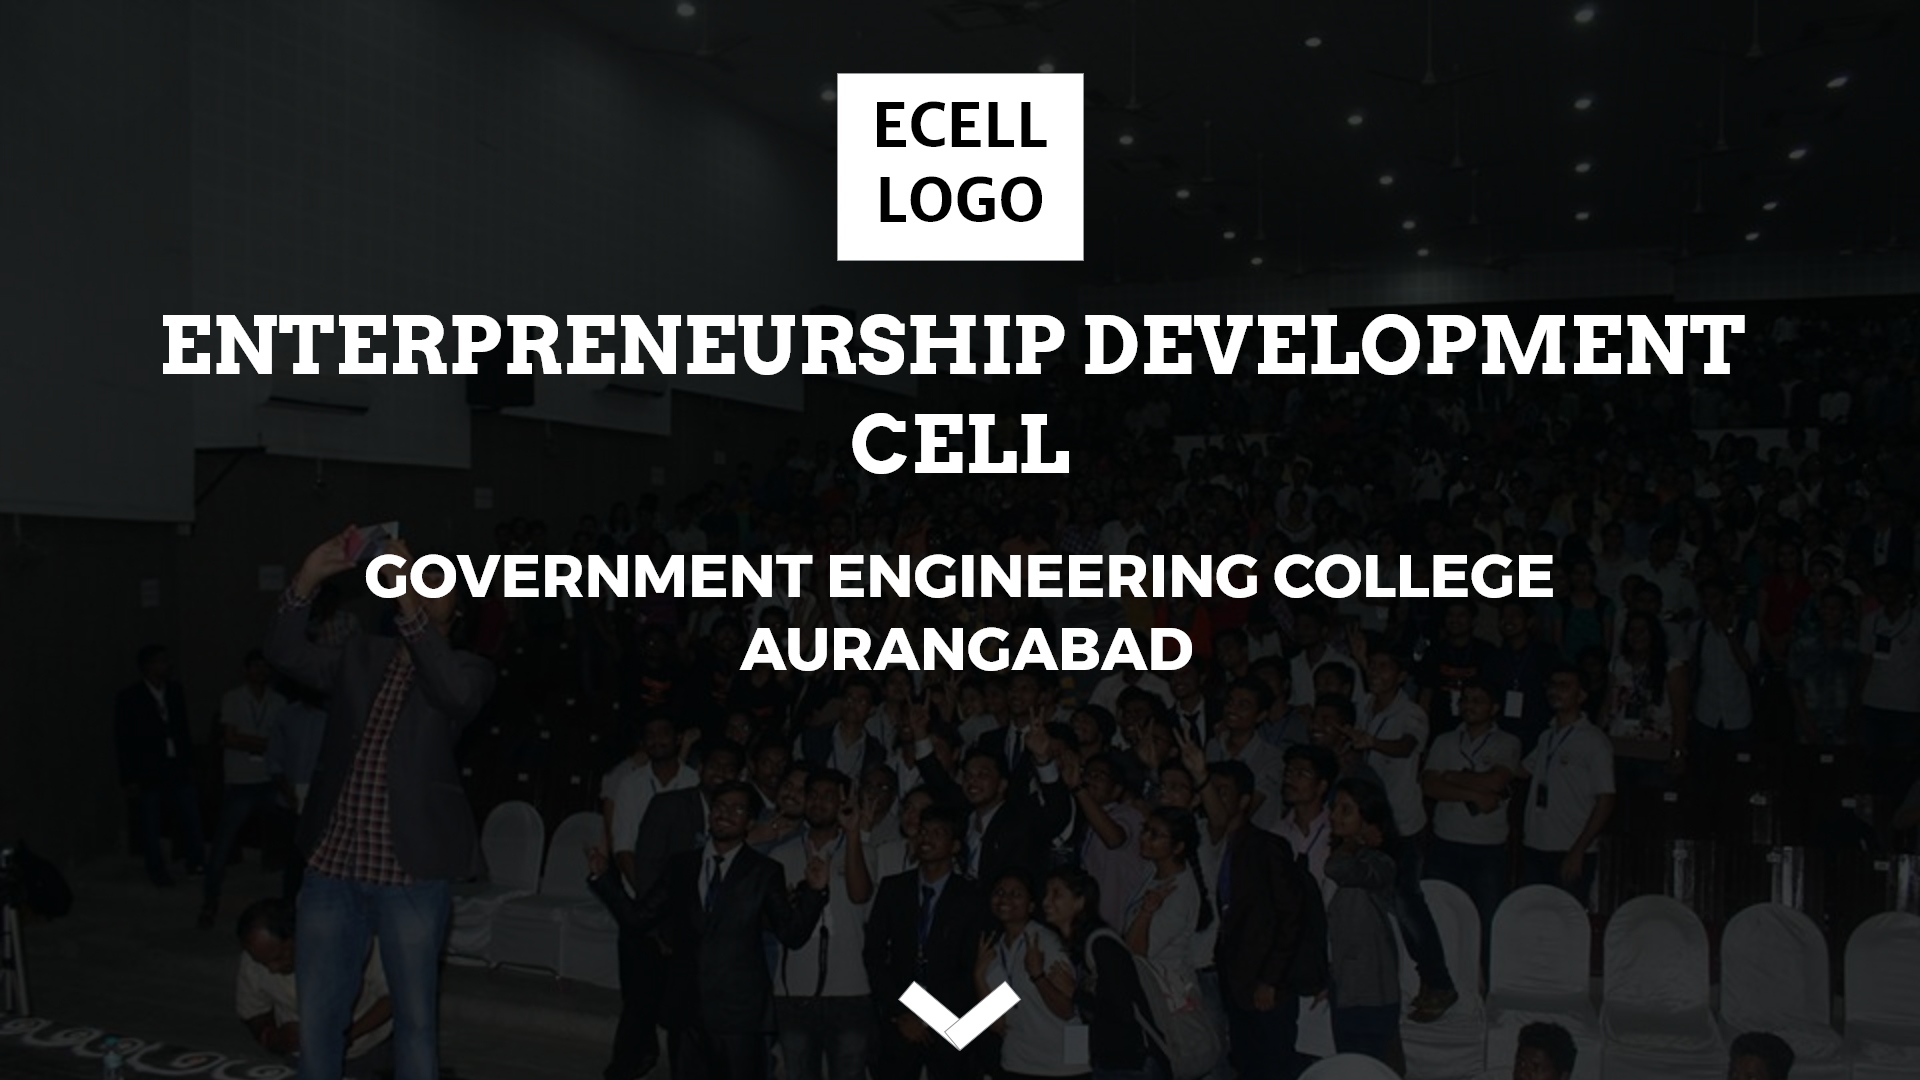 ECELL
LOGO
ENTERPRENEURSHIP DEVELOPMENT
CELL
GOVERNMENT ENGINEERING COLLEGE
AURANGABAD